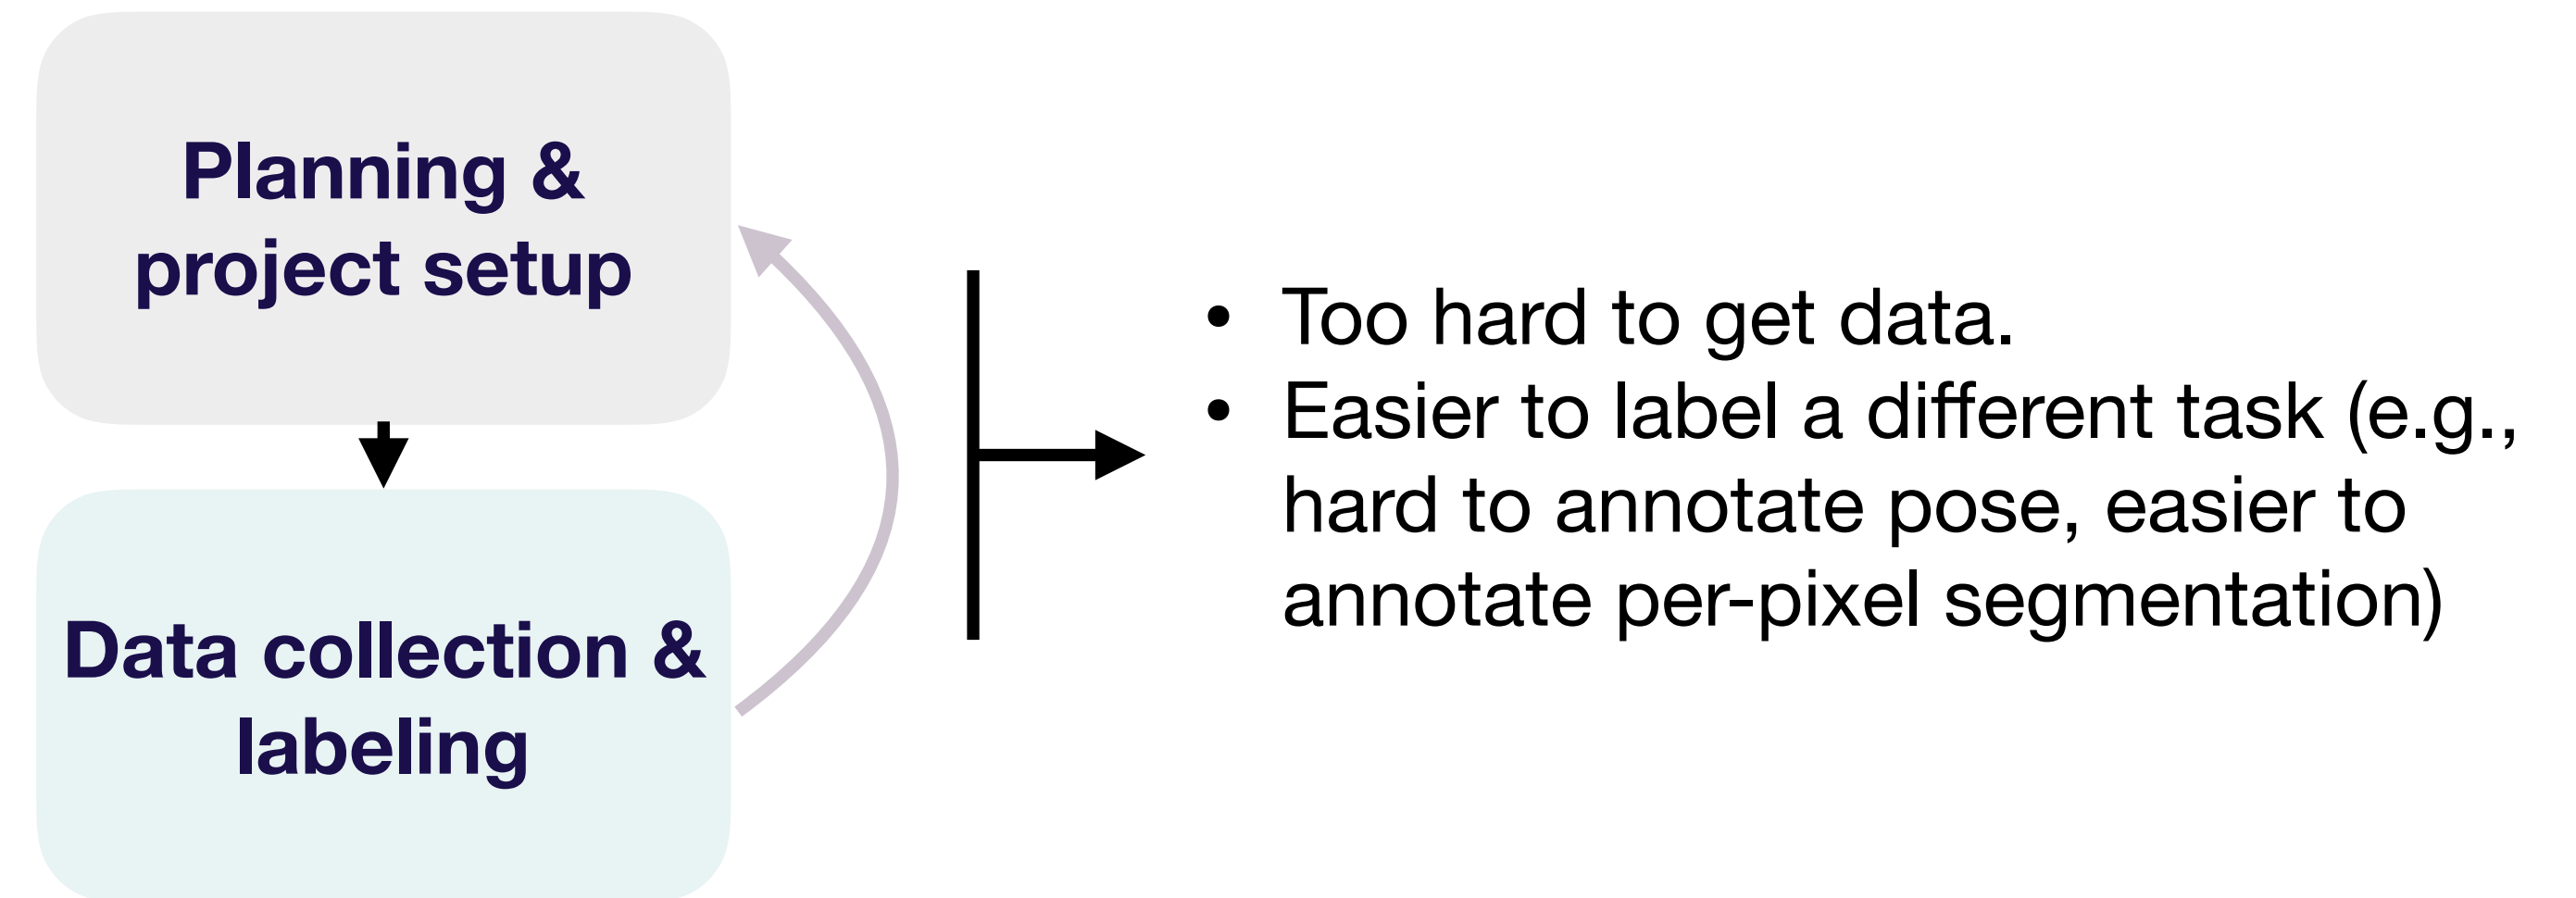 Planning &
project setup
Data collection &
labeling
• Too hard to get data.
• Easier to label a different task (e.g.,
hard to annotate pose, easier to
annotate per-pixel segmentation)